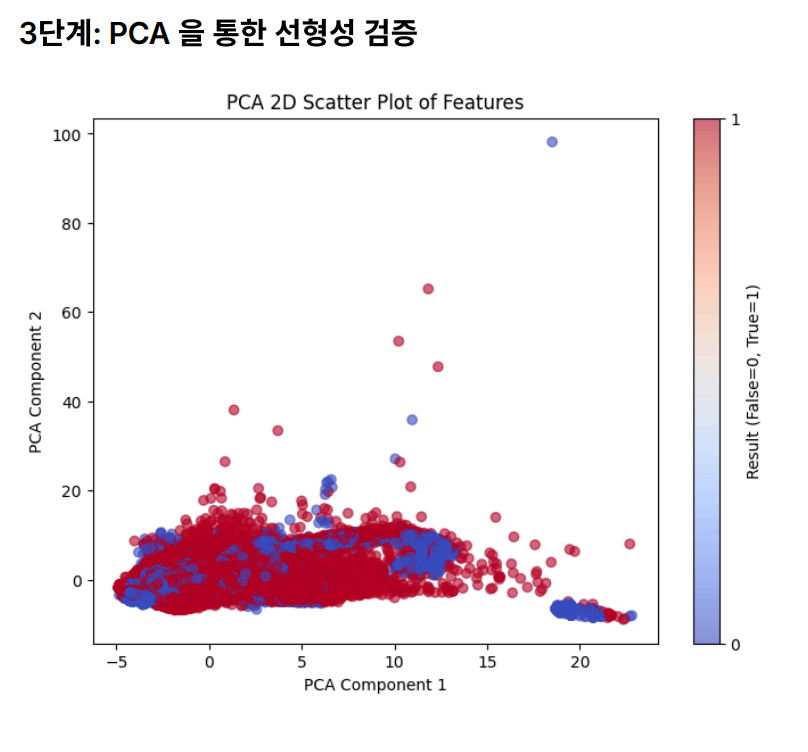 3단계: PCA 을 통한 선형성 검증
PCA 2D Scatter Plot of Features
100
80
60
40
20
0
PCA Component 2
−5 0 5 10 15 20
PCA Component 1
1
0
Result (False=0, True=1)